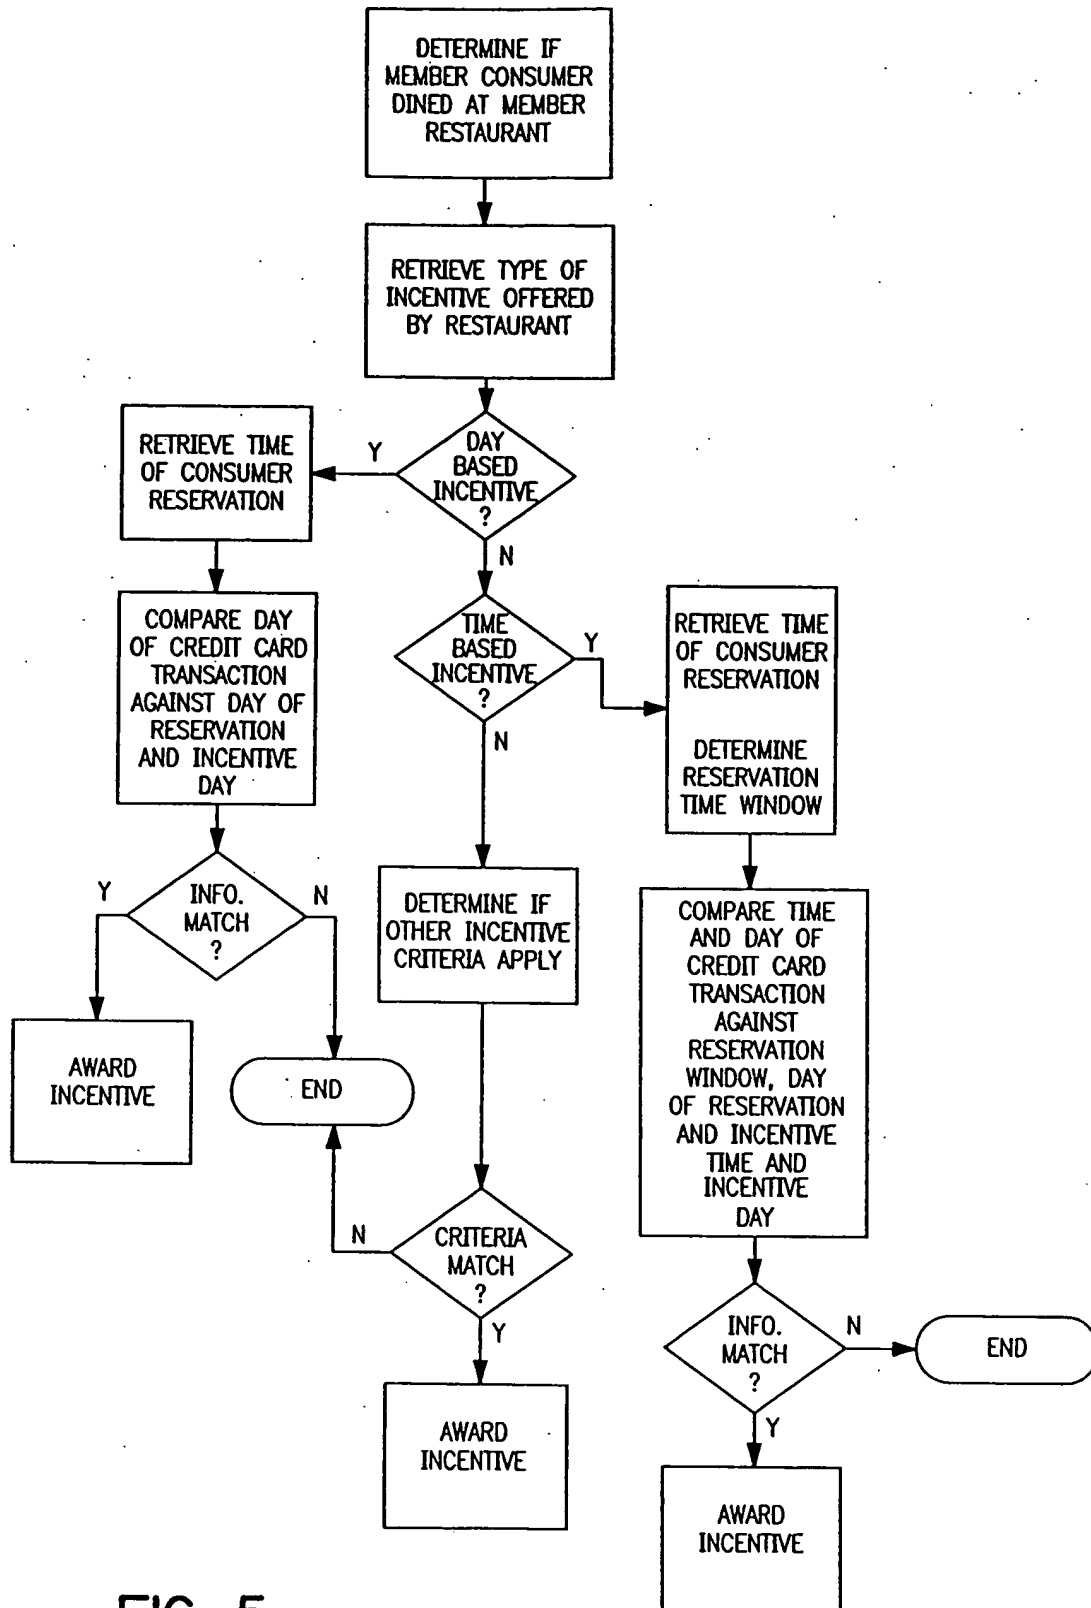 DETERMINE IF
MEMBER CONSUMER
DINED AT MEMBER
RESTAURANT
RETRIEVE TYPE OF
INCENTIVE OFFERED
BY RESTAURANT
DAY
BASED
INCENTIVE
?
Y
N
RETRIEVE TIME
OF CONSUMER
RESERVATION
COMPARE DAY
OF CREDIT CARD
TRANSACTION
AGAINST DAY OF
RESERVATION
AND INCENTIVE
DAY
INFO.
MATCH
?
Y
N
AWARD
INCENTIVE
END
TIME
BASED
INCENTIVE
?
Y
N
DETERMINE IF
OTHER INCENTIVE
CRITERIA APPLY
CRITERIA
MATCH
?
N
Y
AWARD
INCENTIVE
RETRIEVE TIME
OF CONSUMER
RESERVATION
DETERMINE
RESERVATION
TIME WINDOW
COMPARE TIME
AND DAY OF
CREDIT CARD
TRANSACTION
AGAINST
RESERVATION
WINDOW, DAY
OF RESERVATION
AND INCENTIVE
TIME AND
INCENTIVE
DAY
INFO.
MATCH
?
N
END
Y
AWARD
INCENTIVE
FIG. 5